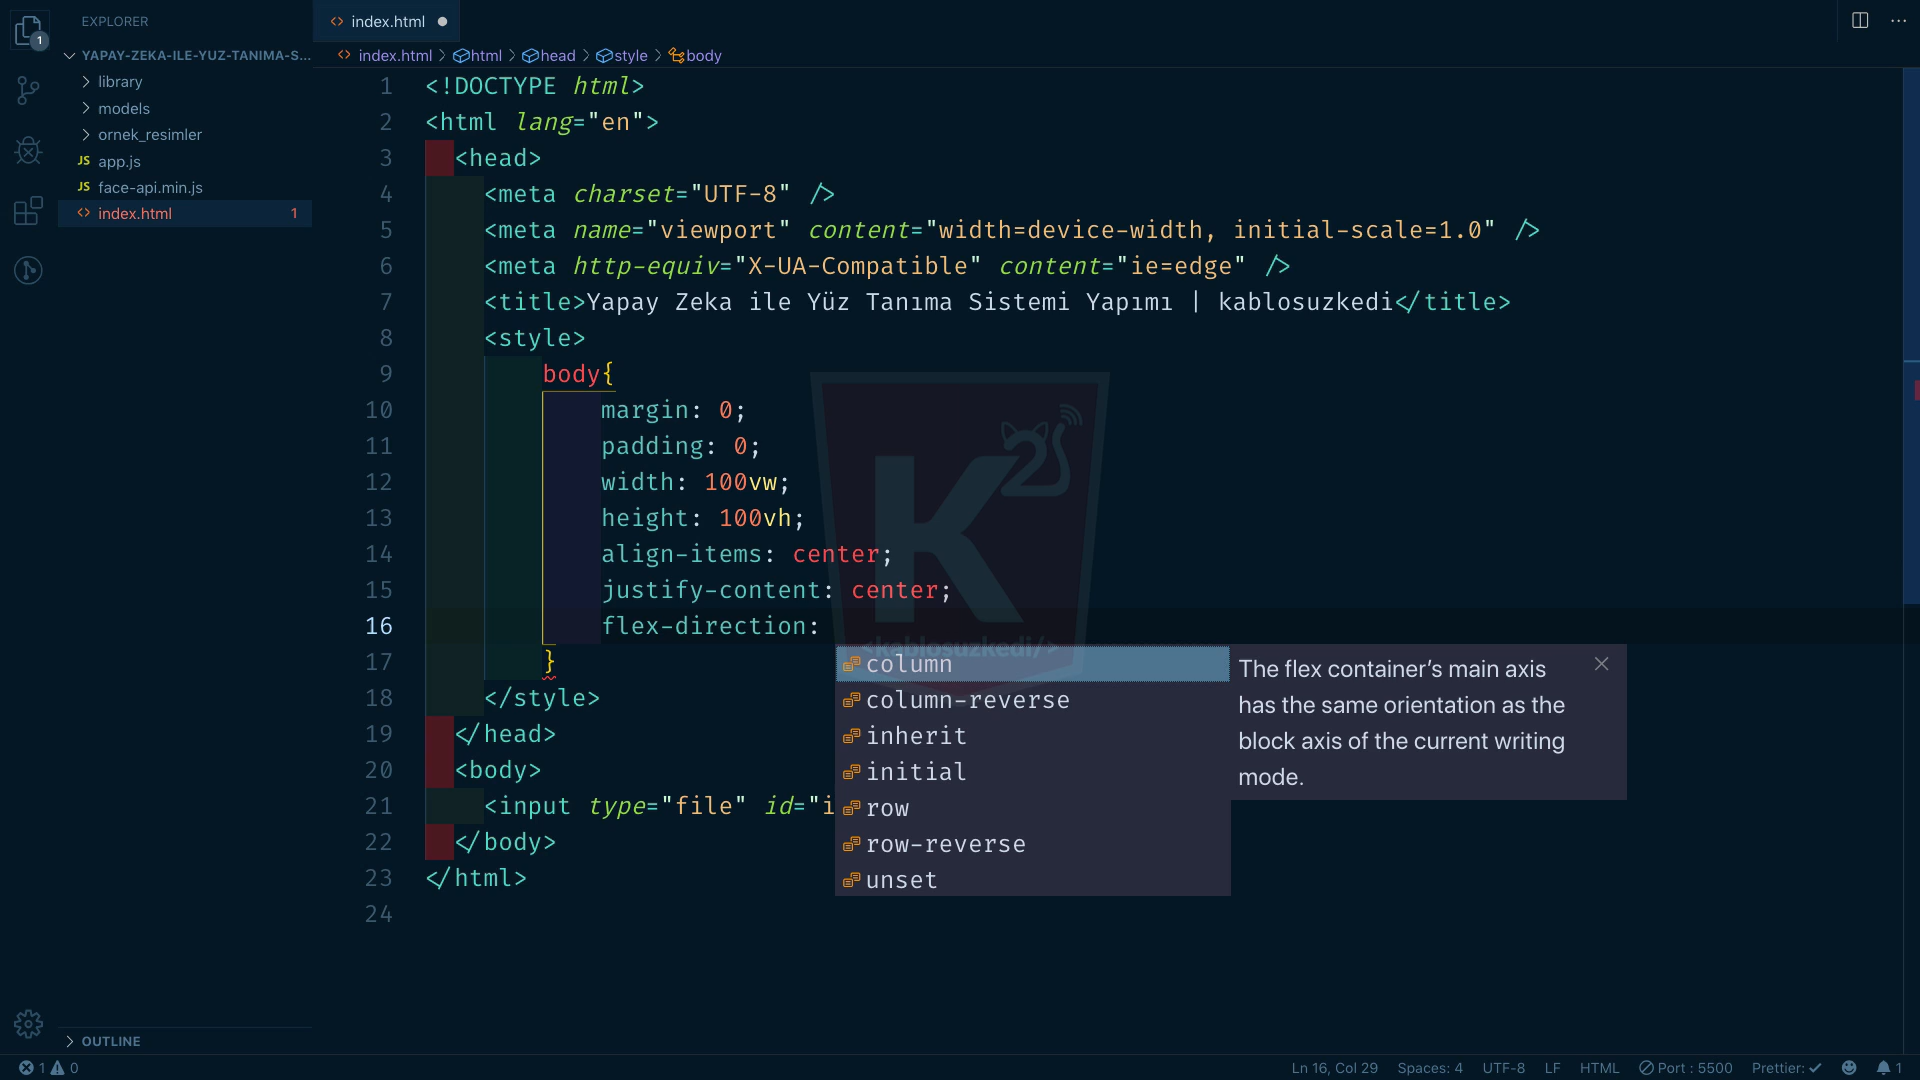 1
EXPLORER
YAPAY-ZEKA-ILE-YUZ-TANIMA-S...
library
models
ornek_resimler
JS app.js
JS face-api.min.js
<> index.html 1
OUTLINE
<> index.html
<> index.html > html > head > style > body
1 <!DOCTYPE html>
2 <html lang="en">
3 <head>
4 <meta charset="UTF-8" />
5 <meta name="viewport" content="width=device-width, initial-scale=1.0" />
6 <meta http-equiv="X-UA-Compatible" content="ie=edge" />
7 <title>Yapay Zeka ile Yüz Tanıma Sistemi Yapımı | kablosuzkedi</title>
8 <style>
9 body{
10 margin: 0;
11 padding: 0;
12 width: 100vw;
13 height: 100vh;
14 align-items: center;
15 justify-content: center;
16 flex-direction:
17 }
18 </style>
19 </head>
20 <body>
21 <input type="file" id="i
22 </body>
23 </html>
24
K
<kablosuzkedi/>
column
column-reverse
inherit
initial
row
row-reverse
unset
The flex container’s main axis
has the same orientation as the
block axis of the current writing
mode.
1 0 Ln 16, Col 29 Spaces: 4 UTF-8 LF HTML Port : 5500 Prettier: ✓ 1